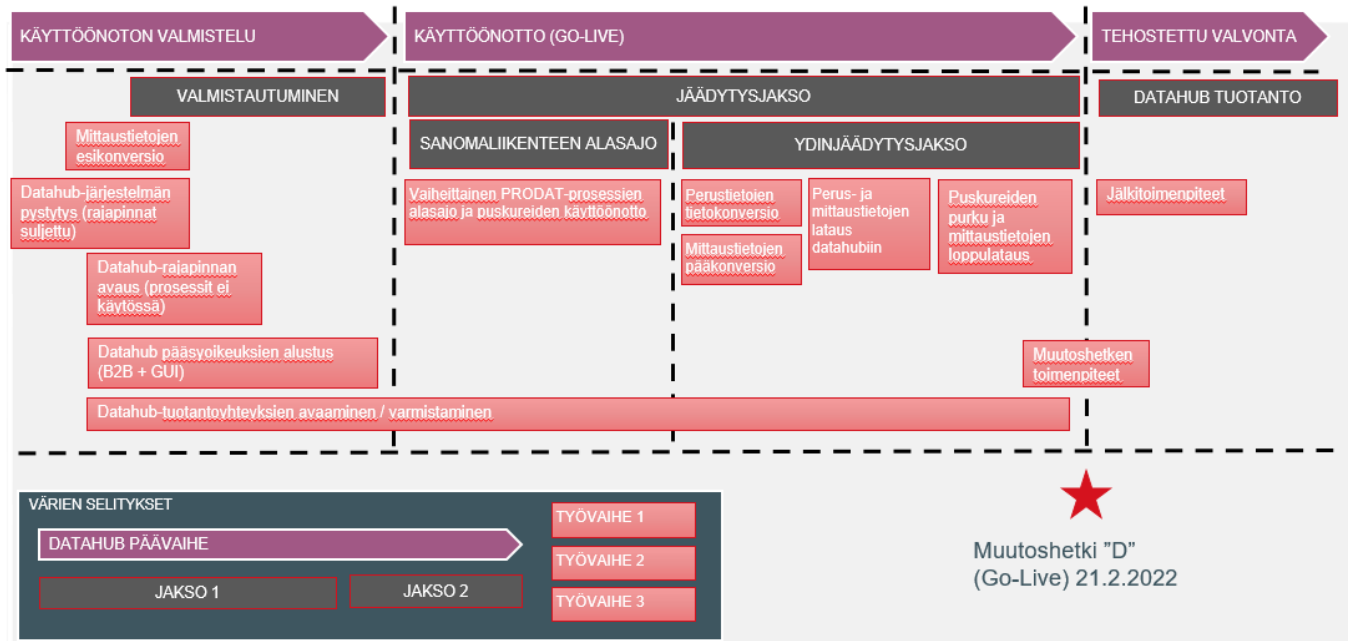 KÄYTTÖÖNOTON VALMISTELU
KÄYTTÖÖNOTTO (GO-LIVE)
TEHOSTETTU VALVONTA
VALMISTAUTUMINEN
JÄÄDYTYSJAKSO
DATAHUB TUOTANTO
SANOMALIIKENTEEN ALASAJO
YDINJÄÄDYTYSJAKSO
Mittaustietojen
esikonversio
Datahub-järjestelmän
pystytys (rajapinnat
suljettu)
Datahub-rajapinnan
avaus (prosessit ei
käytössä)
Datahub pääsyoikeuksien alustus
(B2B + GUI)
Datahub-tuotantoyhteyksien avaaminen / varmistaminen
Vaiheittainen PRODAT-prosessien
alasajo ja puskureiden käyttöönotto
Perustietojen
tietokonversio
Mittaustietojen
pääkonversio
Perus- ja
mittaustietojen
lataus
datahubiin
Puskureiden
purku ja
mittaustietojen
loppulataus
Muutoshetken
toimenpiteet
Jälkitoimenpiteet
VÄRIEN SELITYKSET
DATAHUB PÄÄVAIHE
JAKSO 1
JAKSO 2
TYÖVAIHE 1
TYÖVAIHE 2
TYÖVAIHE 3
Muutoshetki "D"
(Go-Live) 21.2.2022